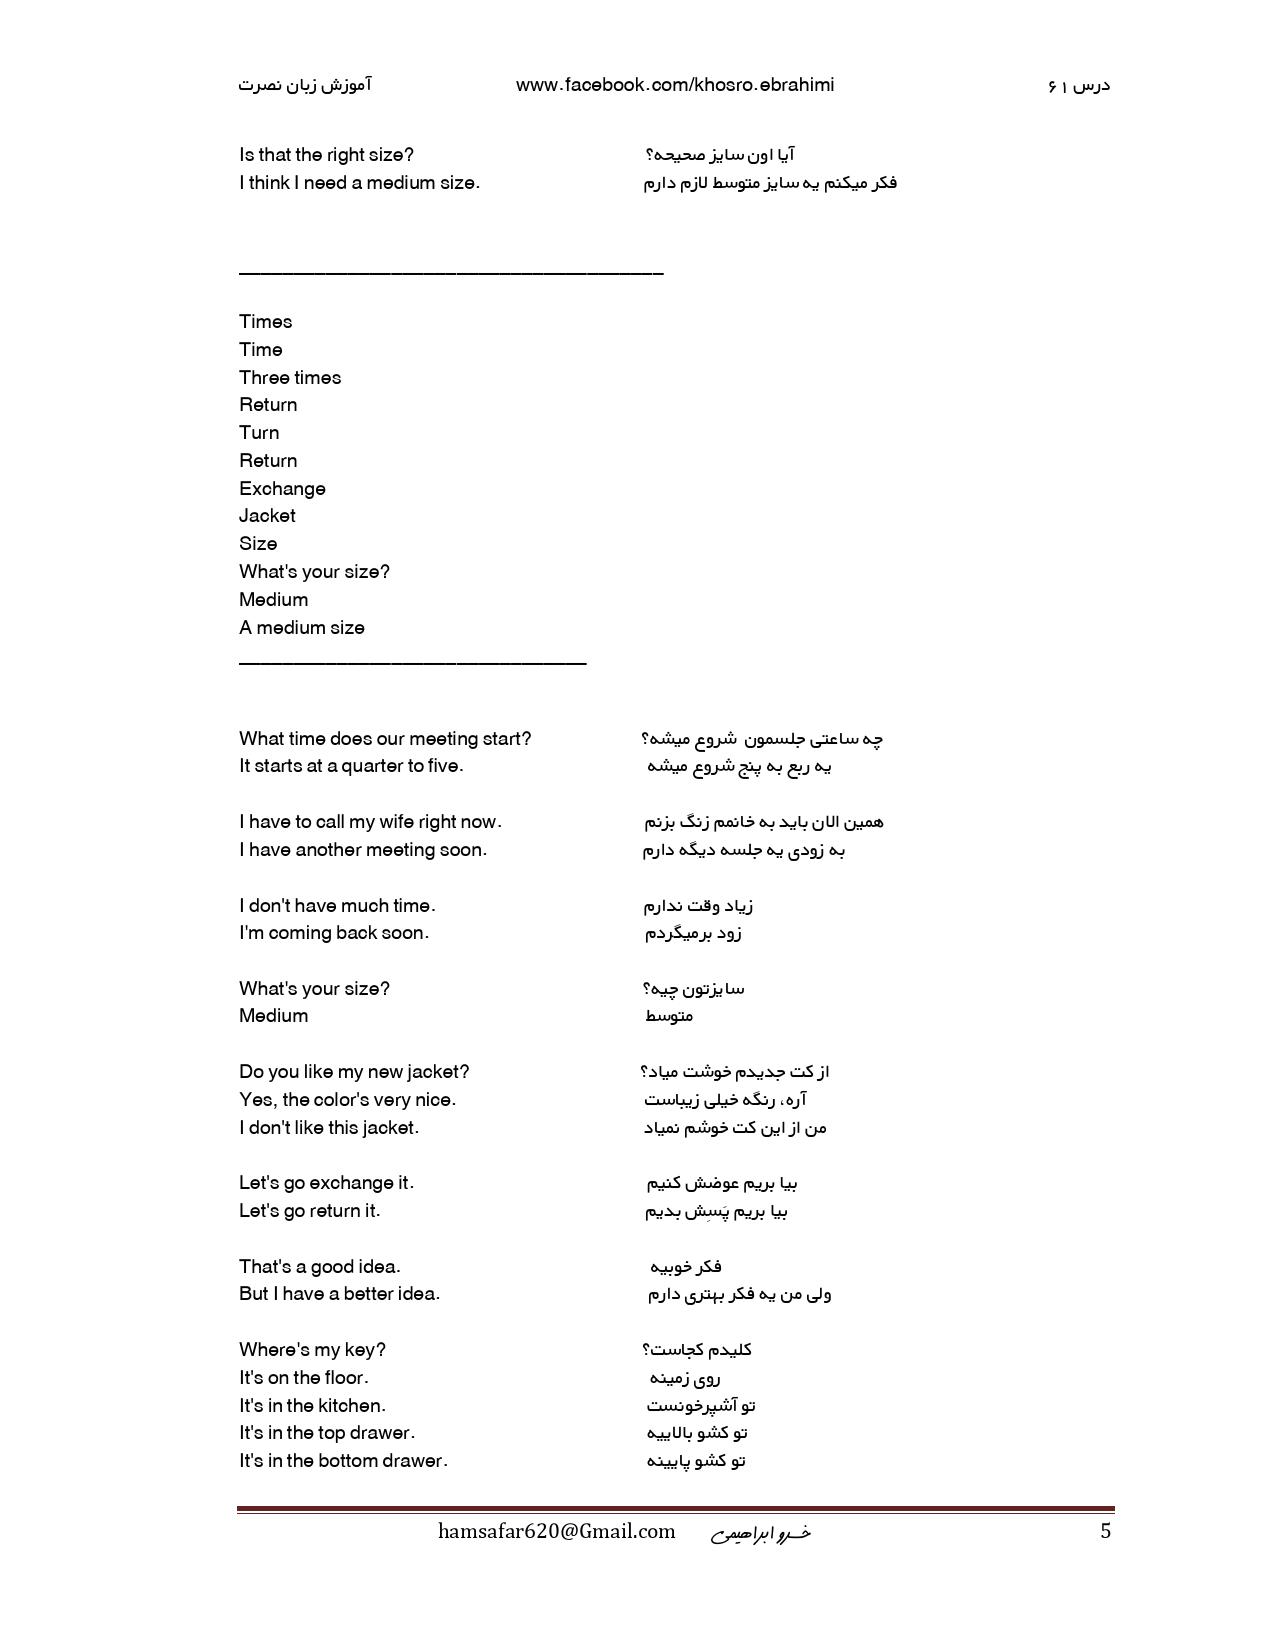 آموزش زبان نصرت www.facebook.com/khosro.ebrahimi درس ۶۱
Is that the right size? آیا اون سایز صحیحه؟
I think I need a medium size. فکر میکنم یه سایز متوسط لازم دارم
Times
Time
Three times
Return
Turn
Return
Exchange
Jacket
Size
What's your size?
Medium
A medium size
What time does our meeting start? چه ساعتی جلسمون شروع میشه؟
It starts at a quarter to five. یه ربع به پنج شروع میشه
I have to call my wife right now. همین الان باید به خانمم زنگ بزنم
I have another meeting soon. به زودی یه جلسه دیگه دارم
I don't have much time. زیاد وقت ندارم
I'm coming back soon. زود برمیگردم
What's your size? سایزتون چیه؟
Medium متوسط
Do you like my new jacket? از کت جدیدم خوشت میاد؟
Yes, the color's very nice. آره، رنگه خیلی زیباست
I don't like this jacket. من از این کت خوشم نمیاد
Let's go exchange it. بیا بریم عوضش کنیم
Let's go return it. بیا بریم پَسِش بدیم
That's a good idea. فکر خوبیه
But I have a better idea. ولی من یه فکر بهتری دارم
Where's my key? کلیدم کجاست؟
It's on the floor. روی زمینه
It's in the kitchen. تو آشپرخونست
It's in the top drawer. تو کشو بالاییه
It's in the bottom drawer. تو کشو پایینه
hamsafar620@Gmail.com خسرو ابراهیمی 5